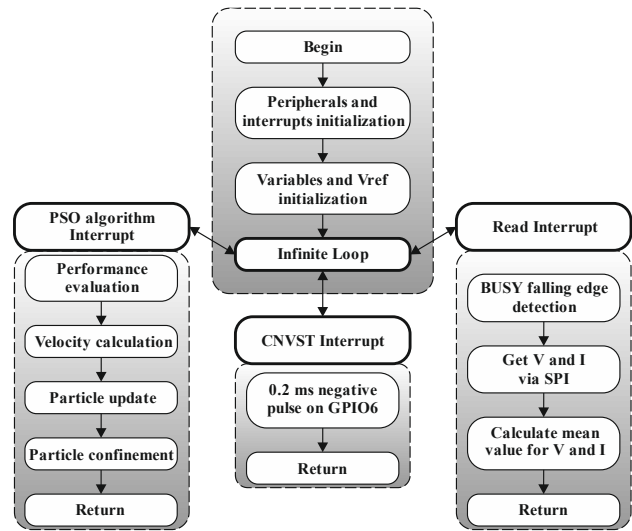 Begin
Peripherals and
interrupts initialization
Variables and Vref
initialization
Infinite Loop
PSO algorithm
Interrupt
Performance
evaluation
Velocity calculation
Particle update
Particle confinement
Return
CNVST Interrupt
0.2 ms negative
pulse on GPIO6
Return
Read Interrupt
BUSY falling edge
detection
Get V and I
via SPI
Calculate mean
value for V and I
Return